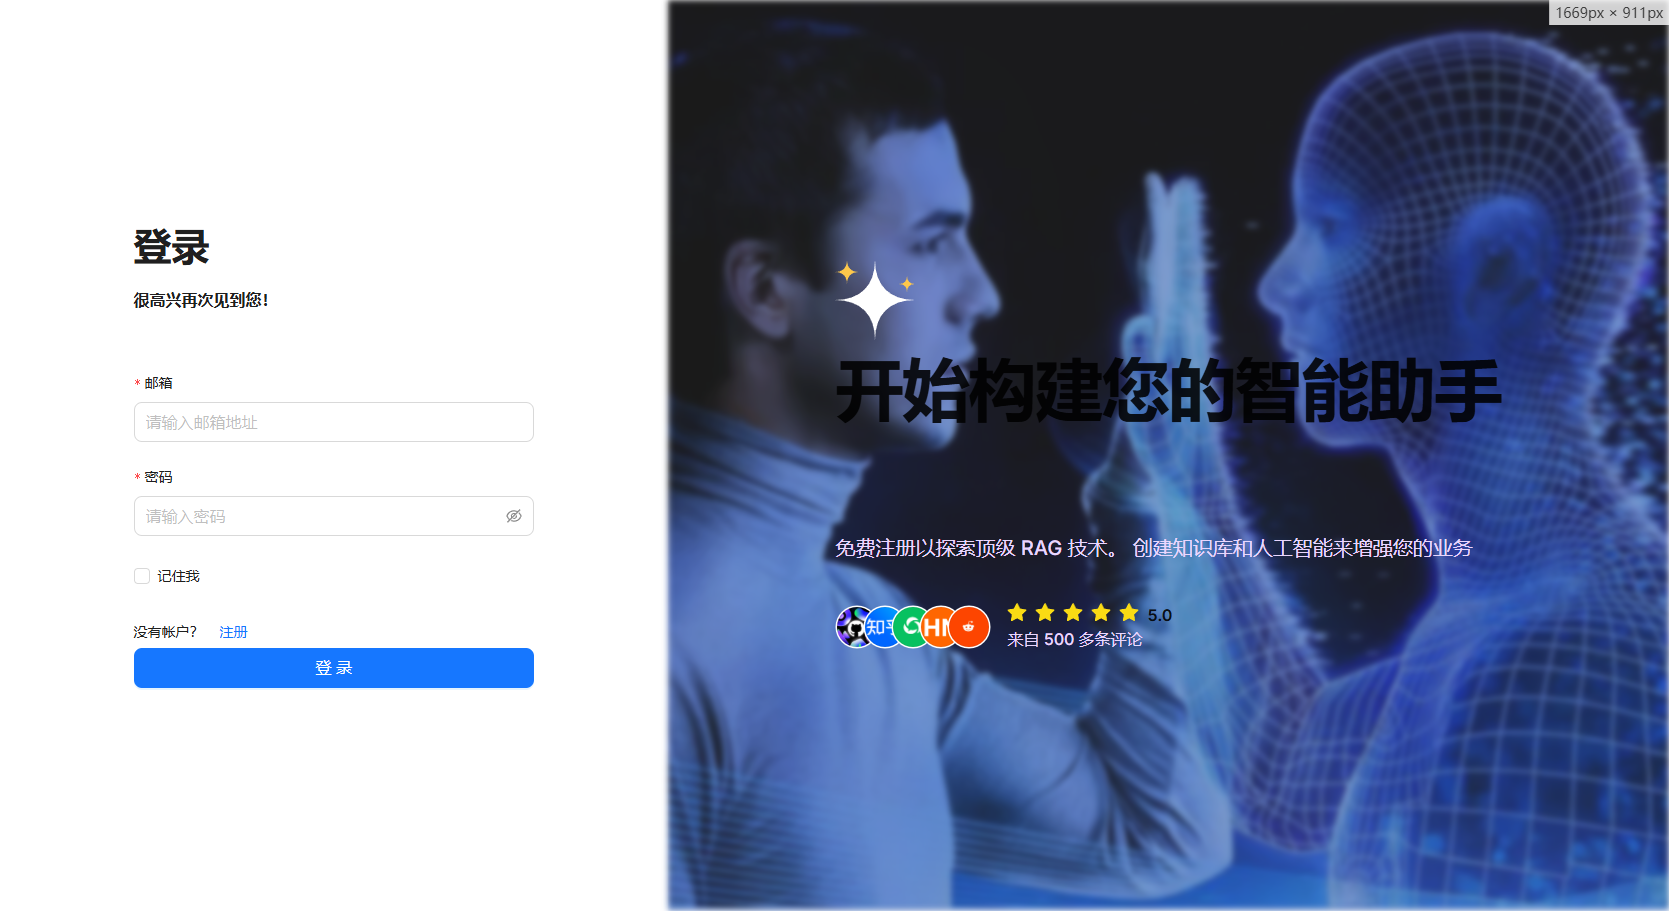 1669px × 911px
登录
很高兴再次见到您!
* 邮箱
请输入邮箱地址
* 密码
请输入密码
记住我
没有帐户? 注册
登 录
开始构建您的智能助手
免费注册以探索顶级 RAG 技术。 创建知识库和人工智能来增强您的业务
5.0
来自 500 多条评论